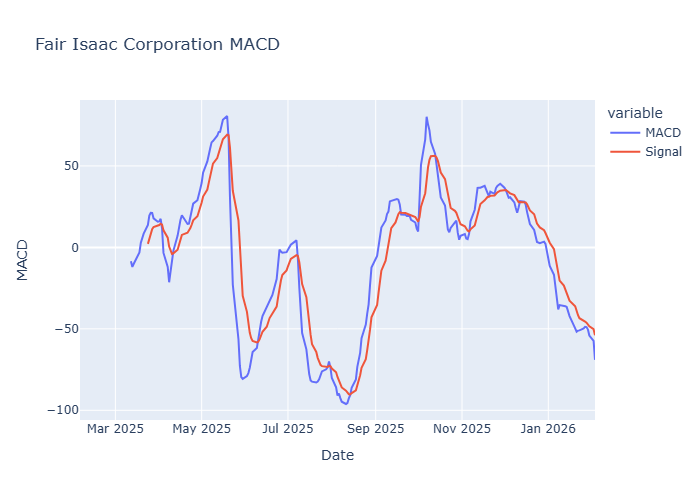 Fair Isaac Corporation MACD
variable
MACD
Signal
MACD
50
0
−50
−100
Mar 2025
May 2025
Jul 2025
Sep 2025
Nov 2025
Jan 2026
Date